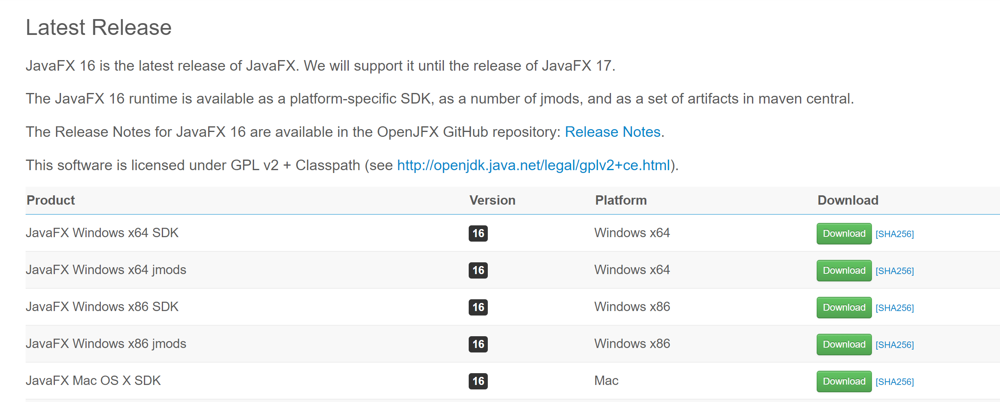 Latest Release
JavaFX 16 is the latest release of JavaFX. We will support it until the release of JavaFX 17.
The JavaFX 16 runtime is available as a platform-specific SDK, as a number of jmods, and as a set of artifacts in maven central.
The Release Notes for JavaFX 16 are available in the OpenJFX GitHub repository: Release Notes.
This software is licensed under GPL v2 + Classpath (see http://openjdk.java.net/legal/gplv2+ce.html).
Product Version Platform Download
JavaFX Windows x64 SDK 16 Windows x64 Download [SHA256]
JavaFX Windows x64 jmods 16 Windows x64 Download [SHA256]
JavaFX Windows x86 SDK 16 Windows x86 Download [SHA256]
JavaFX Windows x86 jmods 16 Windows x86 Download [SHA256]
JavaFX Mac OS X SDK 16 Mac Download [SHA256]